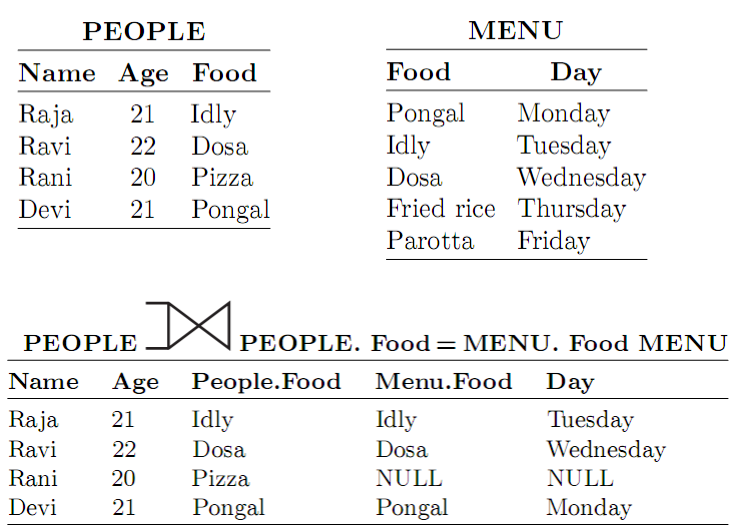 PEOPLE
Name Age Food
Raja 21 Idly
Ravi 22 Dosa
Rani 20 Pizza
Devi 21 Pongal
MENU
Food Day
Pongal Monday
Idly Tuesday
Dosa Wednesday
Fried rice Thursday
Parotta Friday
PEOPLE ⟕ PEOPLE. Food = MENU. Food MENU
Name Age People.Food Menu.Food Day
Raja 21 Idly Idly Tuesday
Ravi 22 Dosa Dosa Wednesday
Rani 20 Pizza NULL NULL
Devi 21 Pongal Pongal Monday